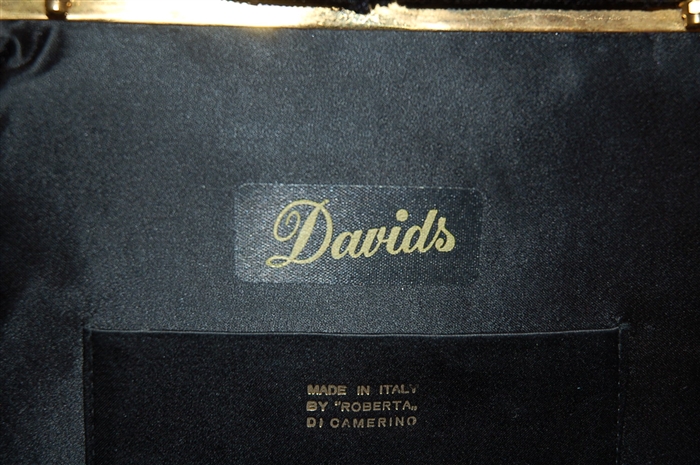 Davids
MADE IN ITALY
BY "ROBERTA„
DI CAMERINO